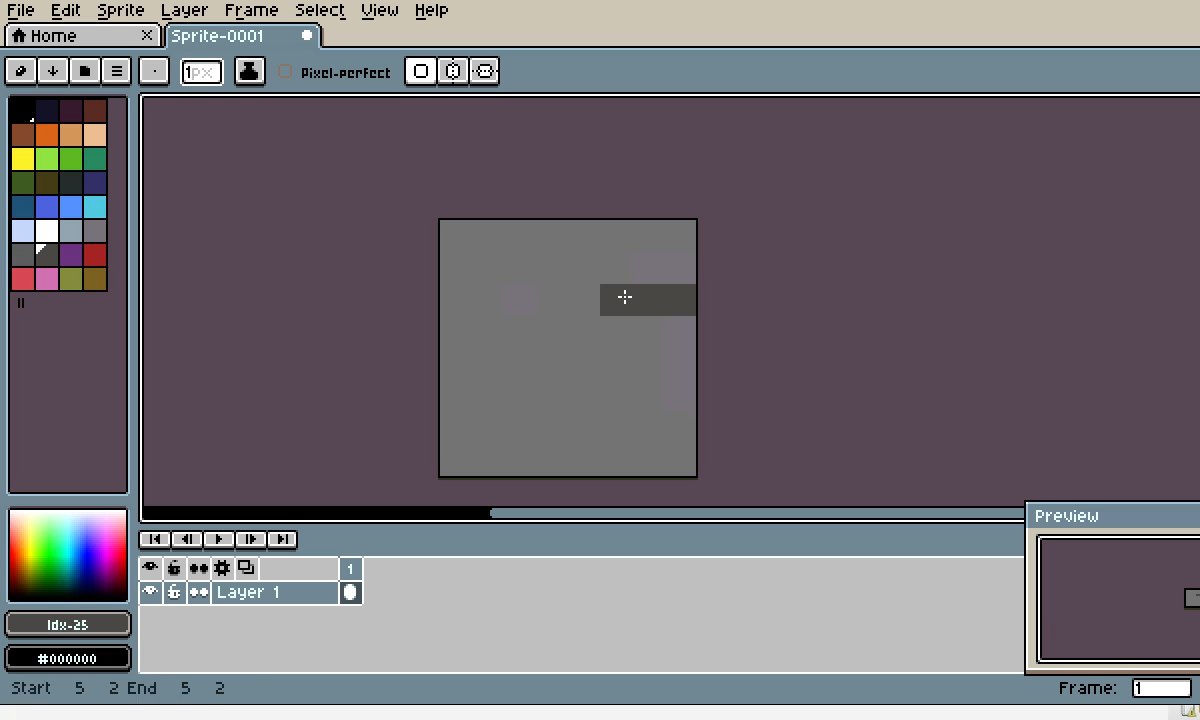 File Edit Sprite Layer Frame Select View Help
Home Sprite-0001
1px Pixel-perfect
Preview
1
Layer 1
Idx-25
#000000
Start 5 2 End 5 2 Frame: 1